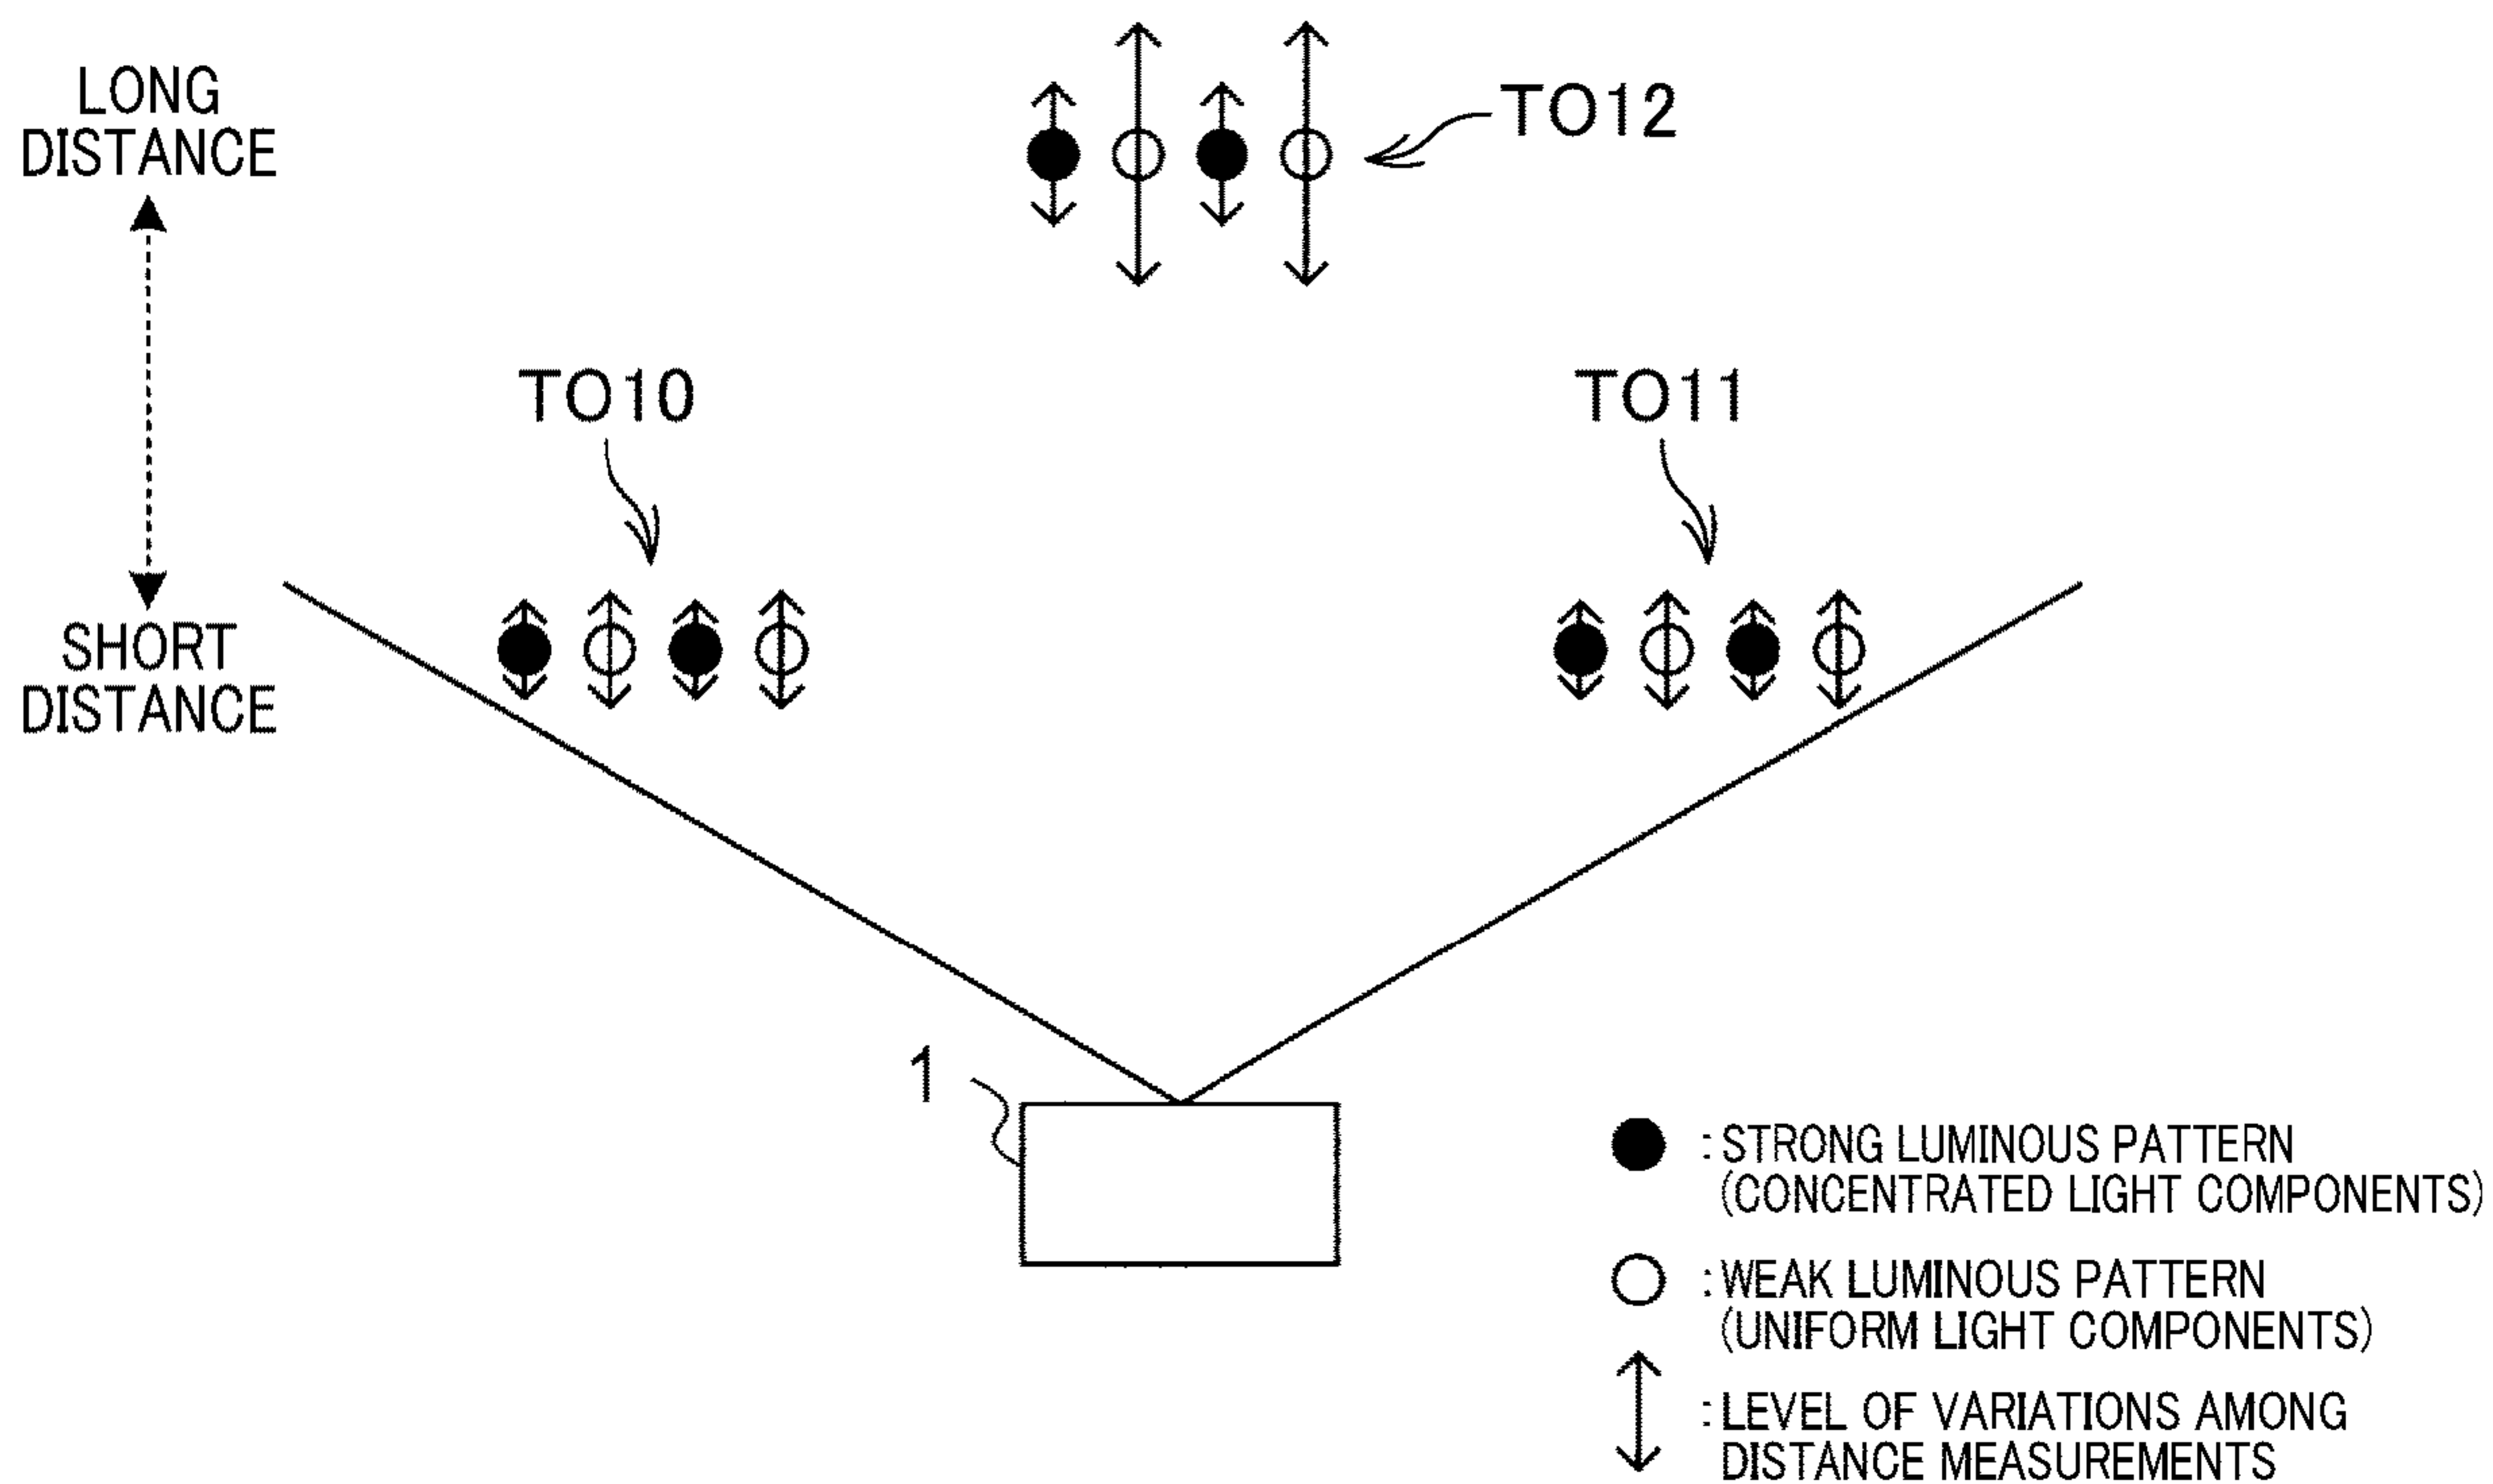 LONG
DISTANCE
TO12
TO10
TO11
SHORT
DISTANCE
1
: STRONG LUMINOUS PATTERN
(CONCENTRATED LIGHT COMPONENTS)
: WEAK LUMINOUS PATTERN
(UNIFORM LIGHT COMPONENTS)
: LEVEL OF VARIATIONS AMONG
DISTANCE MEASUREMENTS